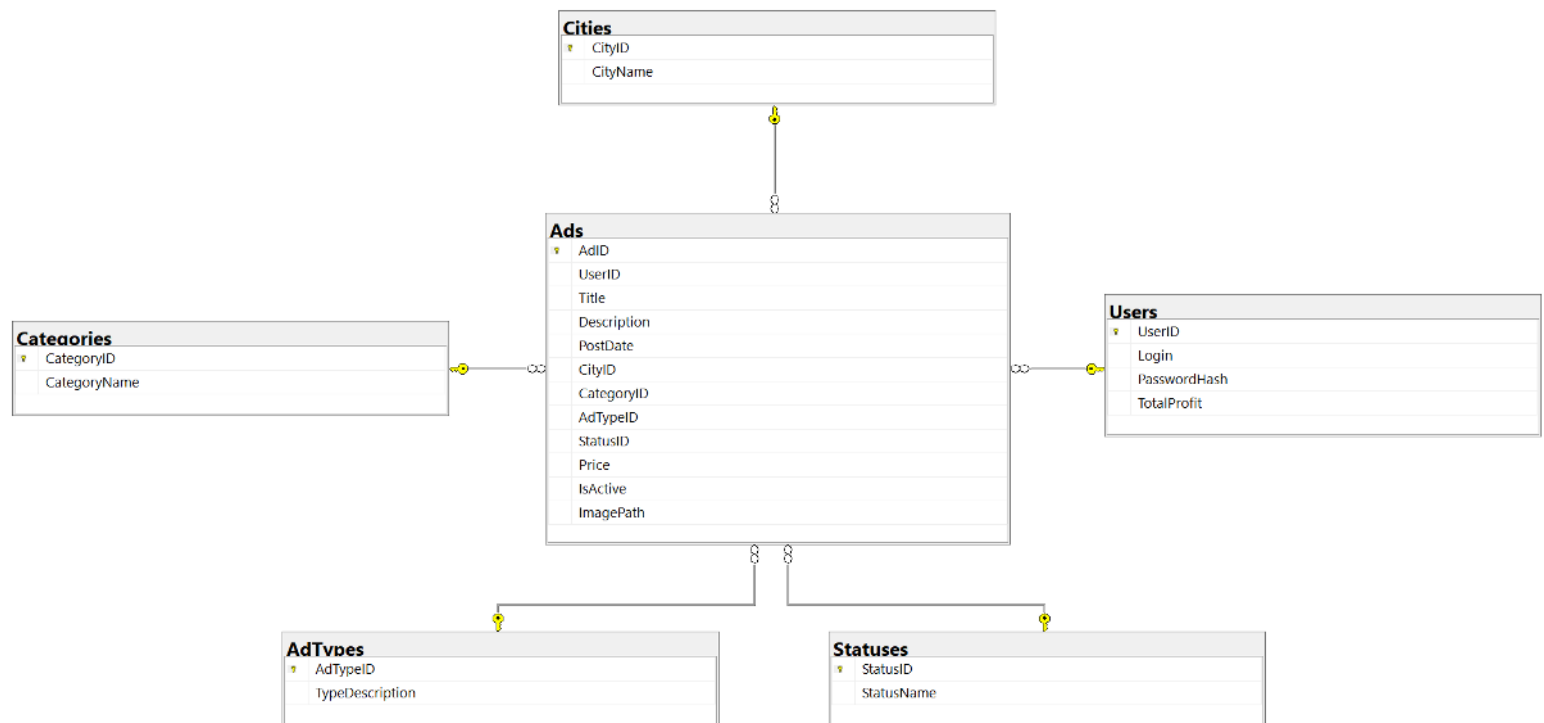 Cities
CityID
CityName
Ads
AdID
UserID
Title
Description
PostDate
CityID
CategoryID
AdTypeID
StatusID
Price
IsActive
ImagePath
Categories
CategoryID
CategoryName
Users
UserID
Login
PasswordHash
TotalProfit
AdTypes
AdTypeID
TypeDescription
Statuses
StatusID
StatusName